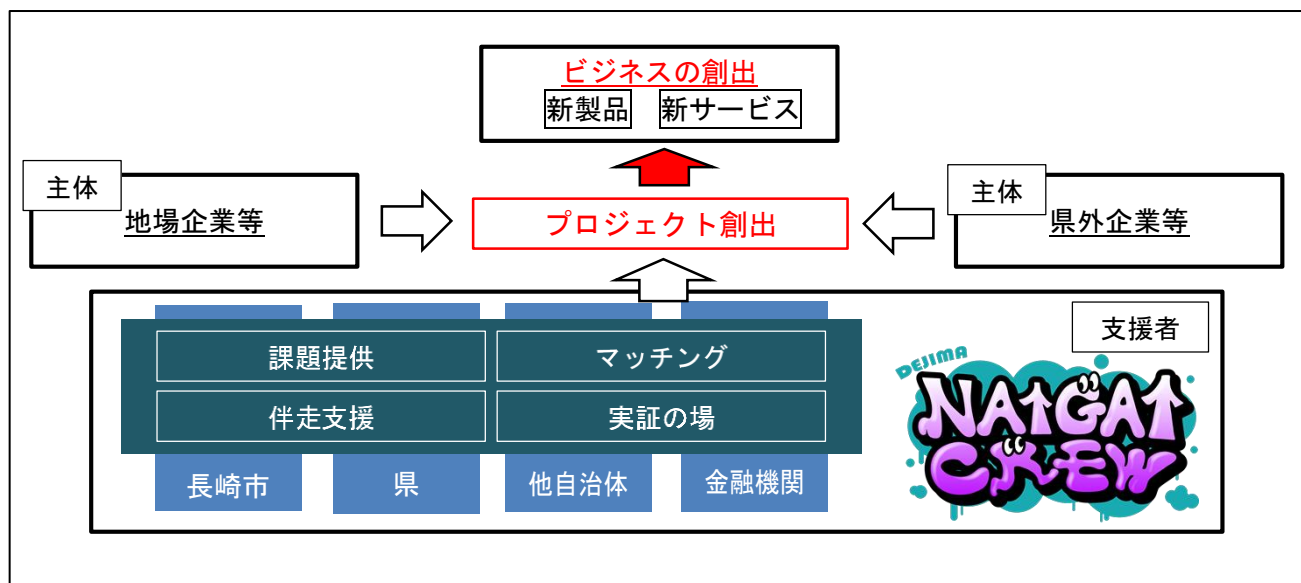 ビジネスの創出
新製品 新サービス
主体
地場企業等
プロジェクト創出
主体
県外企業等
支援者
課題提供 マッチング
伴走支援 実証の場
長崎市 県 他自治体 金融機関
DEJIMA
NAIGAI
CREW